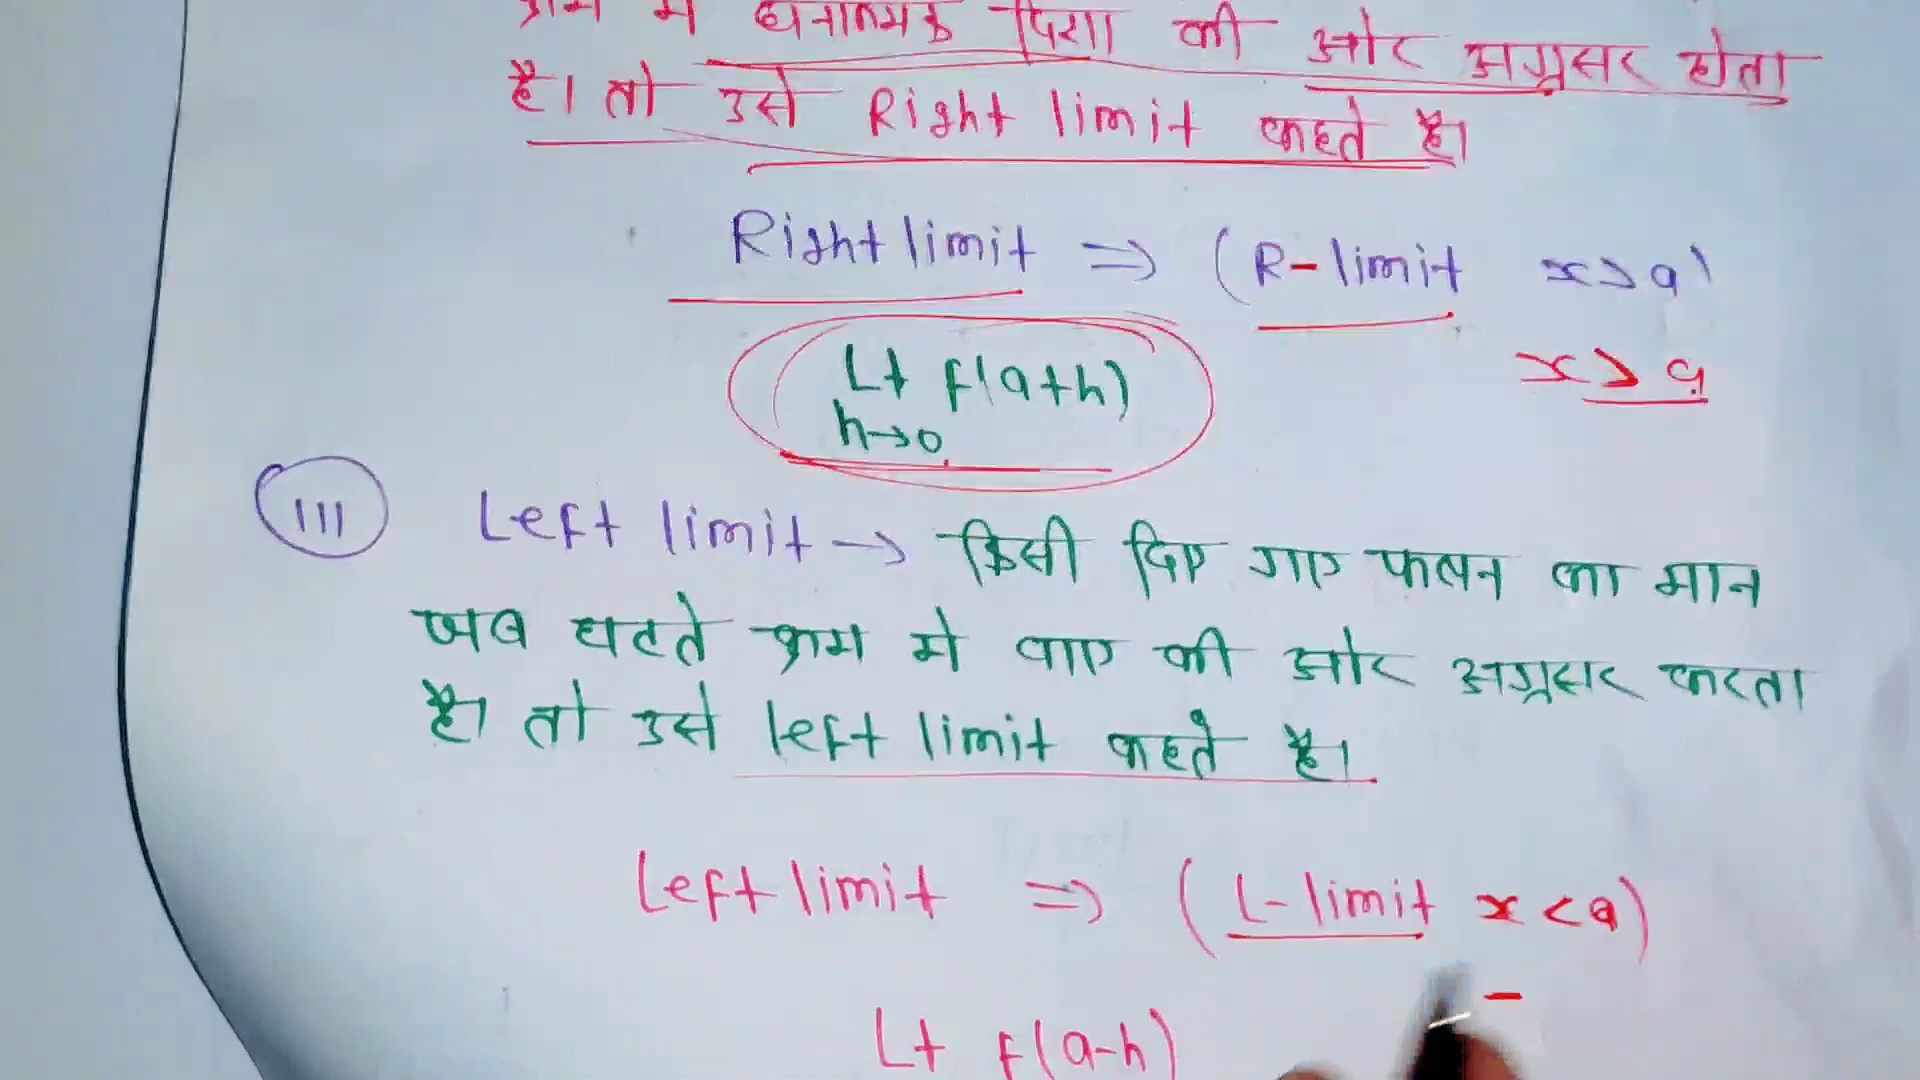 क्रम मे धनात्मक दिशा की ओर अग्रसर होता
है। तो उसे Right limit कहते है।
Right limit ⇒ (R-limit x>a)
Lt f(a+h) x>a
h→0
III Left limit → किसी दिए गए फलन का मान
जब घटते क्रम मे वाए की ओर अग्रसर करता
है। तो उसे left limit कहते है।
Left limit ⇒ (L-limit x<a)
Lt f(a-h)